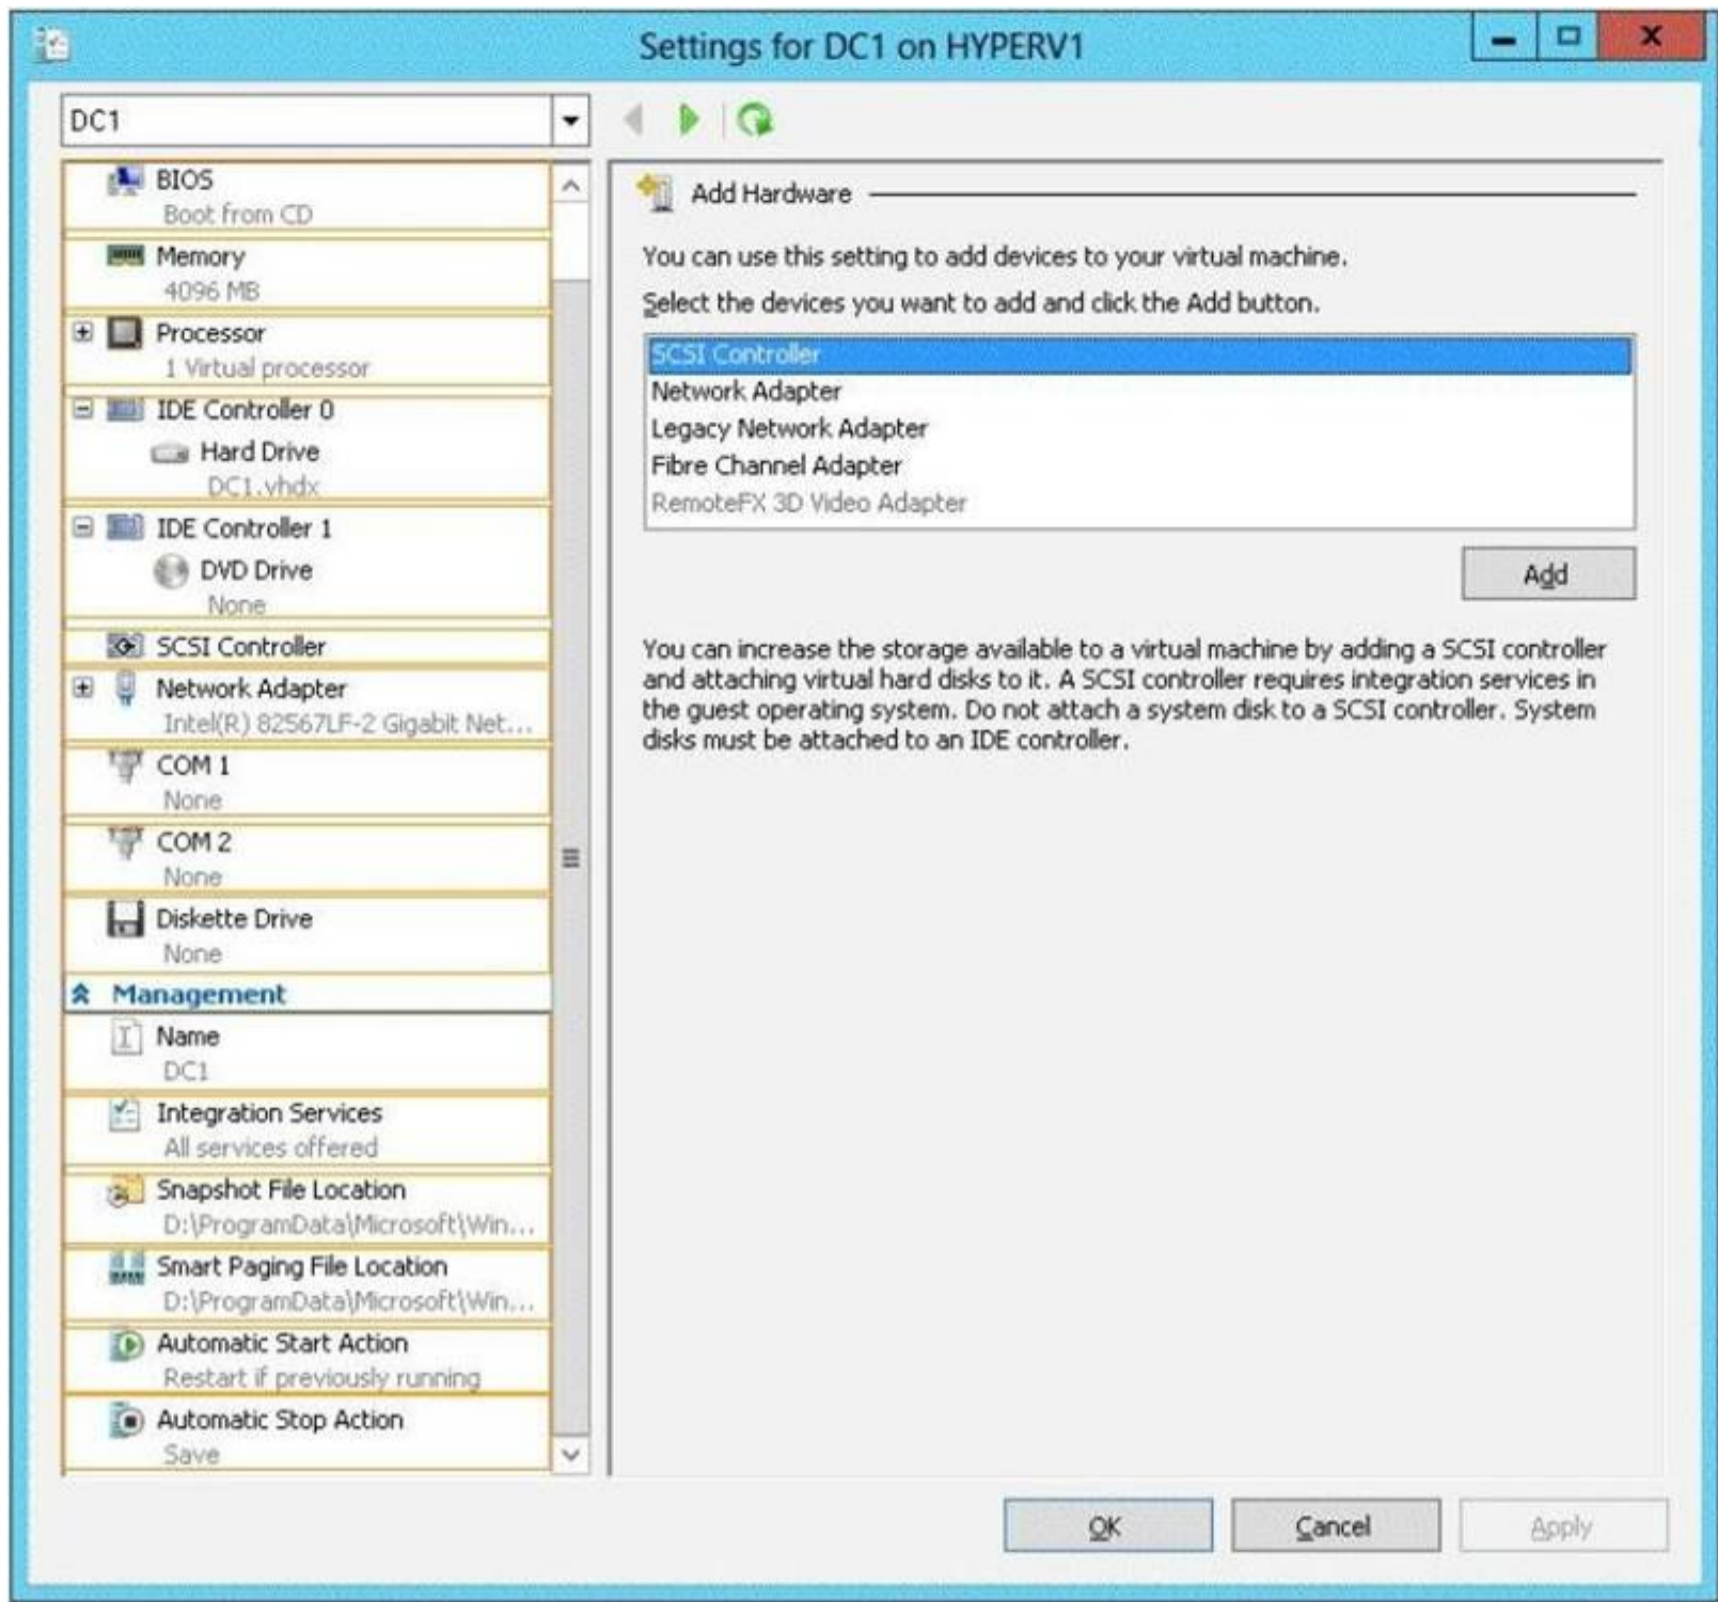 Settings for DC1 on HYPERV1
DC1
BIOS
Boot from CD
Memory
4096 MB
Processor
1 Virtual processor
IDE Controller 0
Hard Drive
DC1.vhdx
IDE Controller 1
DVD Drive
None
SCSI Controller
Network Adapter
Intel(R) 82567LF-2 Gigabit Net...
COM 1
None
COM 2
None
Diskette Drive
None
Management
Name
DC1
Integration Services
All services offered
Snapshot File Location
D:\ProgramData\Microsoft\Win...
Smart Paging File Location
D:\ProgramData\Microsoft\Win...
Automatic Start Action
Restart if previously running
Automatic Stop Action
Save
Add Hardware
You can use this setting to add devices to your virtual machine.
Select the devices you want to add and click the Add button.
SCSI Controller
Network Adapter
Legacy Network Adapter
Fibre Channel Adapter
RemoteFX 3D Video Adapter
Add
You can increase the storage available to a virtual machine by adding a SCSI controller
and attaching virtual hard disks to it. A SCSI controller requires integration services in
the guest operating system. Do not attach a system disk to a SCSI controller. System
disks must be attached to an IDE controller.
OK
Cancel
Apply